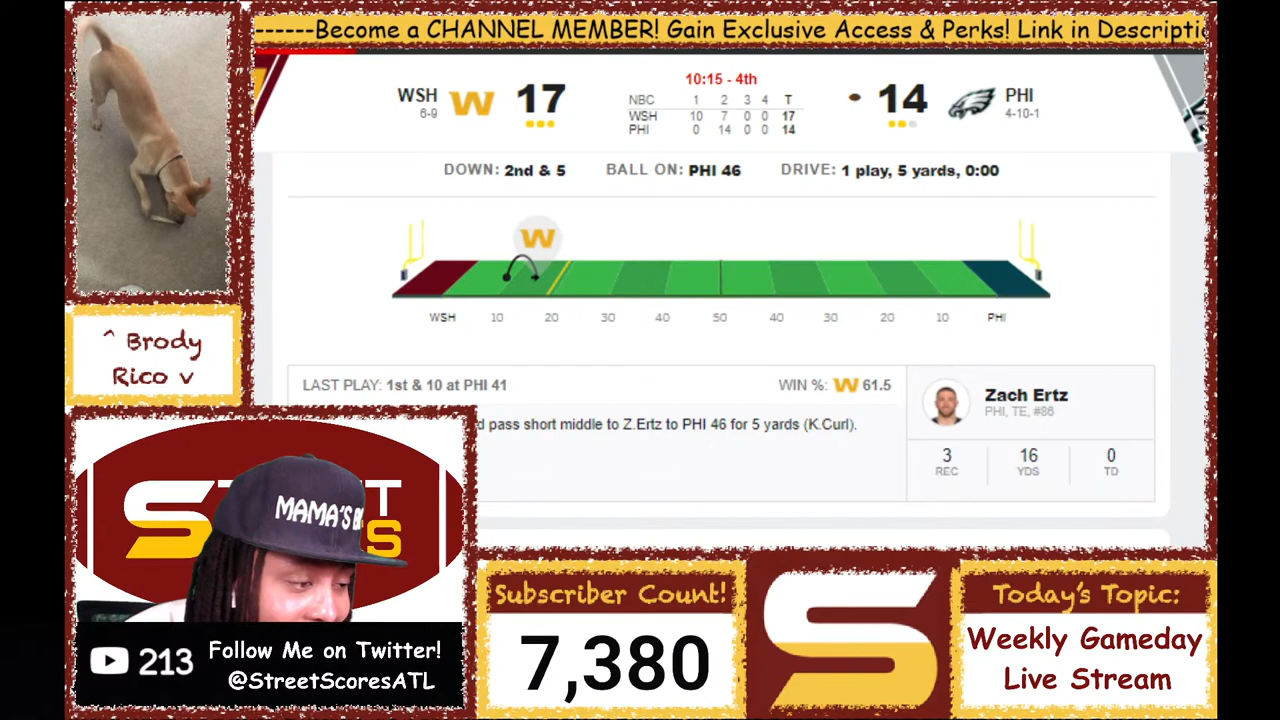 ------Become a CHANNEL MEMBER! Gain Exclusive Access & Perks! Link in Descriptio
WSH
6-9
W
17
10:15 - 4th
NBC 1 2 3 4 T
WSH 10 7 0 0 17
PHI 0 14 0 0 14
14
PHI
4-10-1
DOWN: 2nd & 5 BALL ON: PHI 46 DRIVE: 1 play, 5 yards, 0:00
W
WSH 10 20 30 40 50 40 30 20 10 PHI
^ Brody
Rico v
LAST PLAY: 1st & 10 at PHI 41 WIN %: W 61.5
d pass short middle to Z.Ertz to PHI 46 for 5 yards (K.Curl).
Zach Ertz
PHI, TE, #86
3 16 0
REC YDS TD
MAMA'S
213
Follow Me on Twitter!
@StreetScoresATL
Subscriber Count!
7,380
S
Today's Topic:
Weekly Gameday
Live Stream